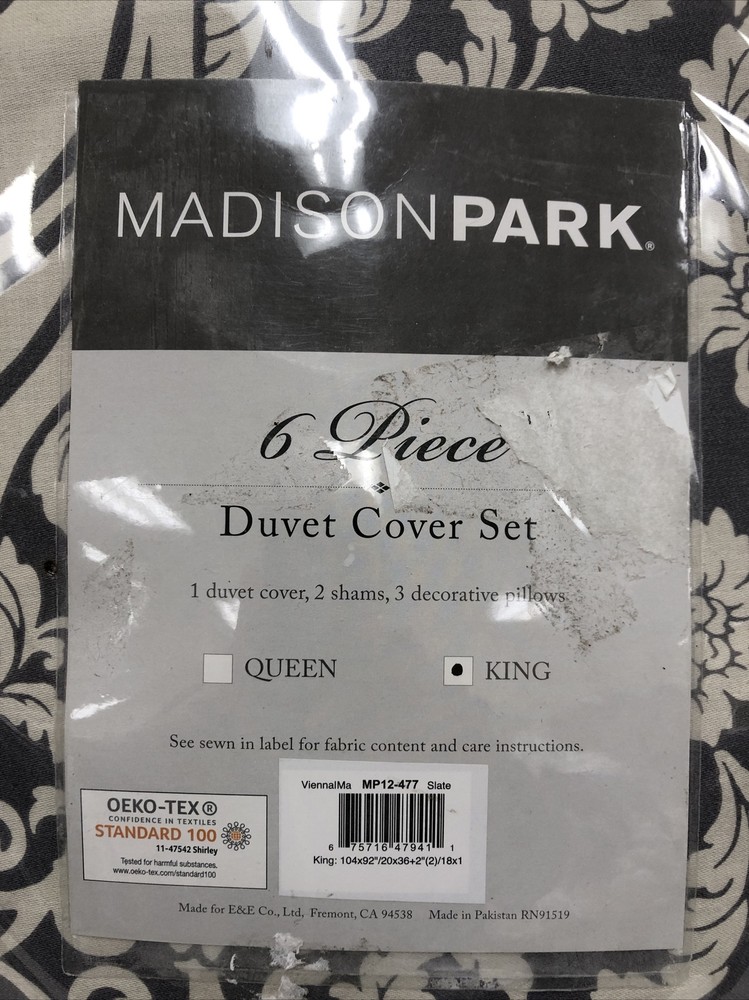 MADISONPARK®
6 Piece
Duvet Cover Set
1 duvet cover, 2 shams, 3 decorative pillows
QUEEN
KING
See sewn in label for fabric content and care instructions.
OEKO-TEX®
CONFIDENCE IN TEXTILES
STANDARD 100
11-47542 Shirley
Tested for harmful substances.
www.oeko-tex.com/standard100
ViennalMa MP12-477 Slate
6 75716 47941 1
King: 104x92"/20x36+2"(2)/18x1
Made for E&E Co., Ltd, Fremont, CA 94538 Made in Pakistan RN91519